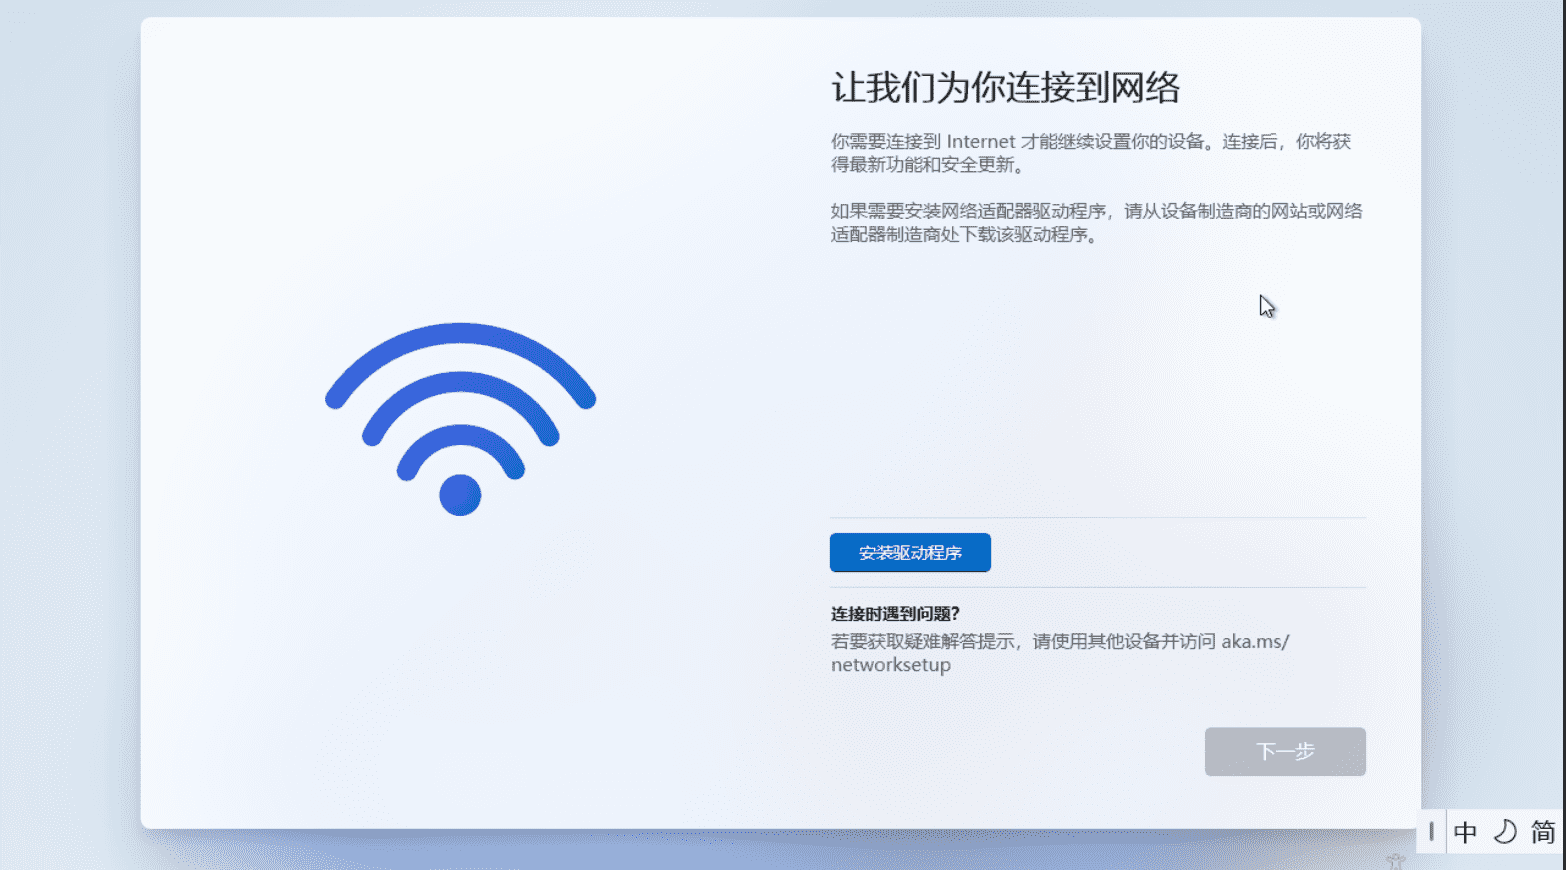 让我们为你连接到网络
你需要连接到 Internet 才能继续设置你的设备。连接后，你将获
得最新功能和安全更新。
如果需要安装网络适配器驱动程序，请从设备制造商的网站或网络
适配器制造商处下载该驱动程序。
安装驱动程序
连接时遇到问题?
若要获取疑难解答提示，请使用其他设备并访问 aka.ms/
networksetup
下一步
中 简